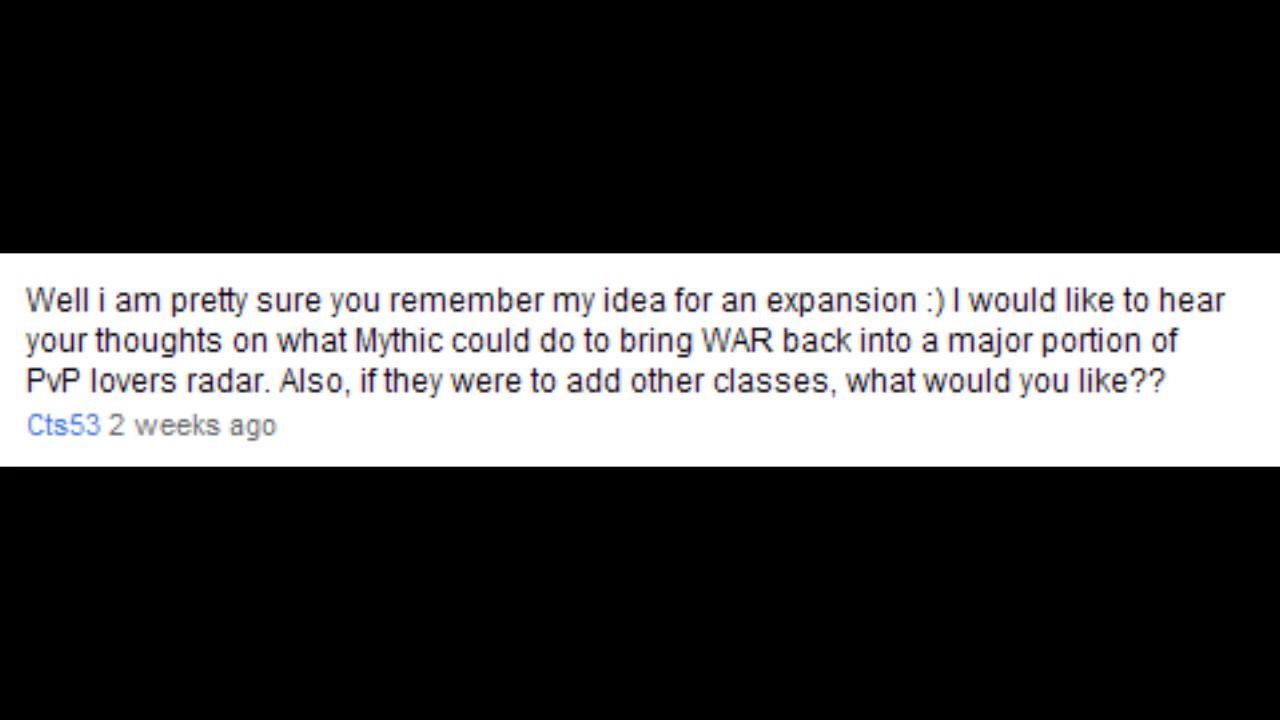 Well i am pretty sure you remember my idea for an expansion :) I would like to hear
your thoughts on what Mythic could do to bring WAR back into a major portion of
PvP lovers radar. Also, if they were to add other classes, what would you like??
Cts53 2 weeks ago